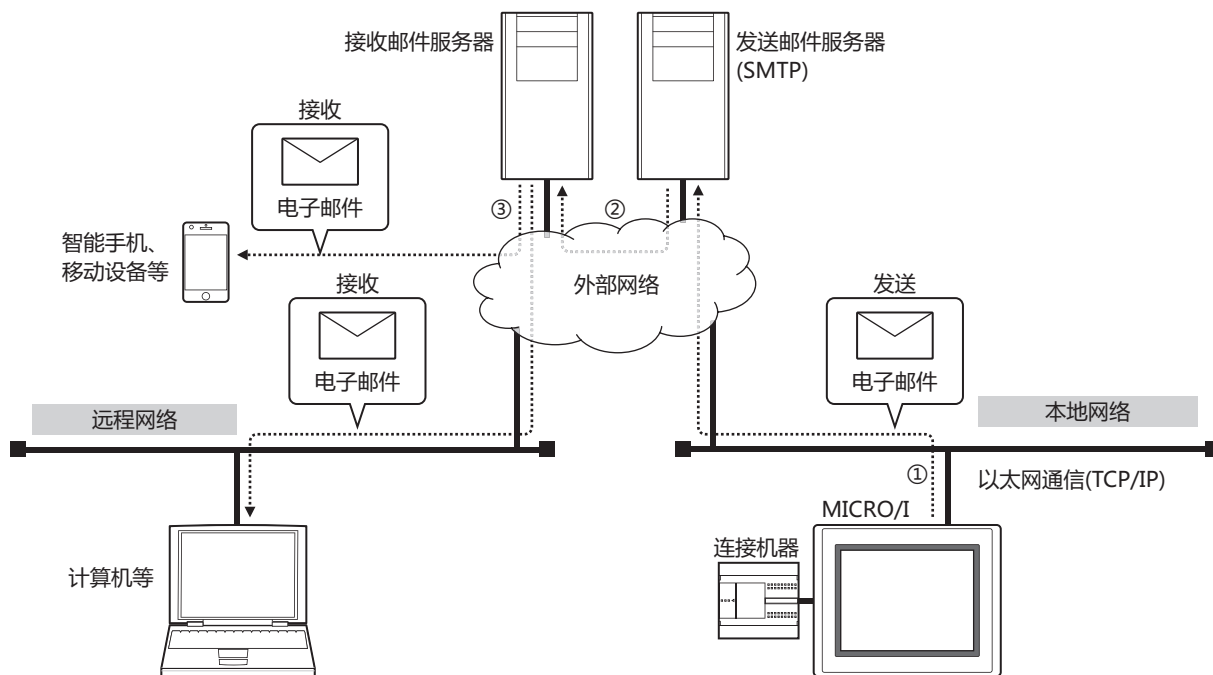 接收邮件服务器
发送邮件服务器
(SMTP)
接收
电子邮件
③
②
智能手机、
移动设备等
外部网络
接收
电子邮件
发送
电子邮件
远程网络
本地网络
①
以太网通信(TCP/IP)
MICRO/I
连接机器
计算机等